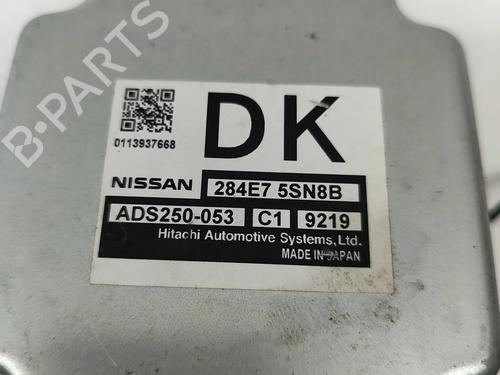 B-PARTS
DK
0113937668
NISSAN 284E7 5SN8B
ADS250-053 C1 9219
Hitachi Automotive Systems,Ltd.
MADE IN JAPAN